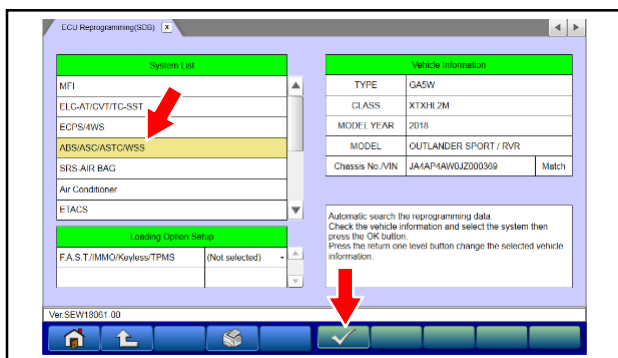 ECU Reprogramming(SDB)
System List
MFI
ELC-AT/CVT/TC-SST
ECPS/4WS
ABS/ASC/ASTC/WSS
SRS-AIR BAG
Air Conditioner
ETACS
Loading Option Setup
F.A.S.T./IMMO/Keyless/TPMS (Not selected)
Vehicle Information
TYPE GA5W
CLASS XTXHL2M
MODEL YEAR 2018
MODEL OUTLANDER SPORT / RVR
Chassis No./VIN JA4AP4AW0JZ000369 Match
Automatic search the reprogramming data.
Check the vehicle information and select the system then
press the OK button.
Press the return one level button change the selected vehicle
information.
Ver.SEW18061-00